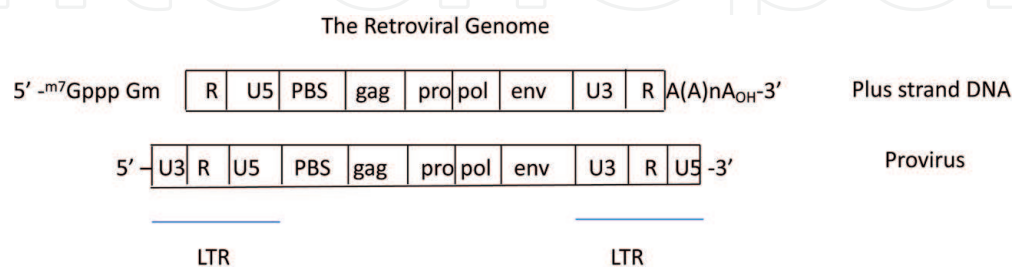 The Retroviral Genome
5' -m7Gppp Gm R U5 PBS gag pro pol env U3 R A(A)nAOH-3' Plus strand DNA
5' – U3 R U5 PBS gag pro pol env U3 R U5 -3' Provirus
LTR LTR